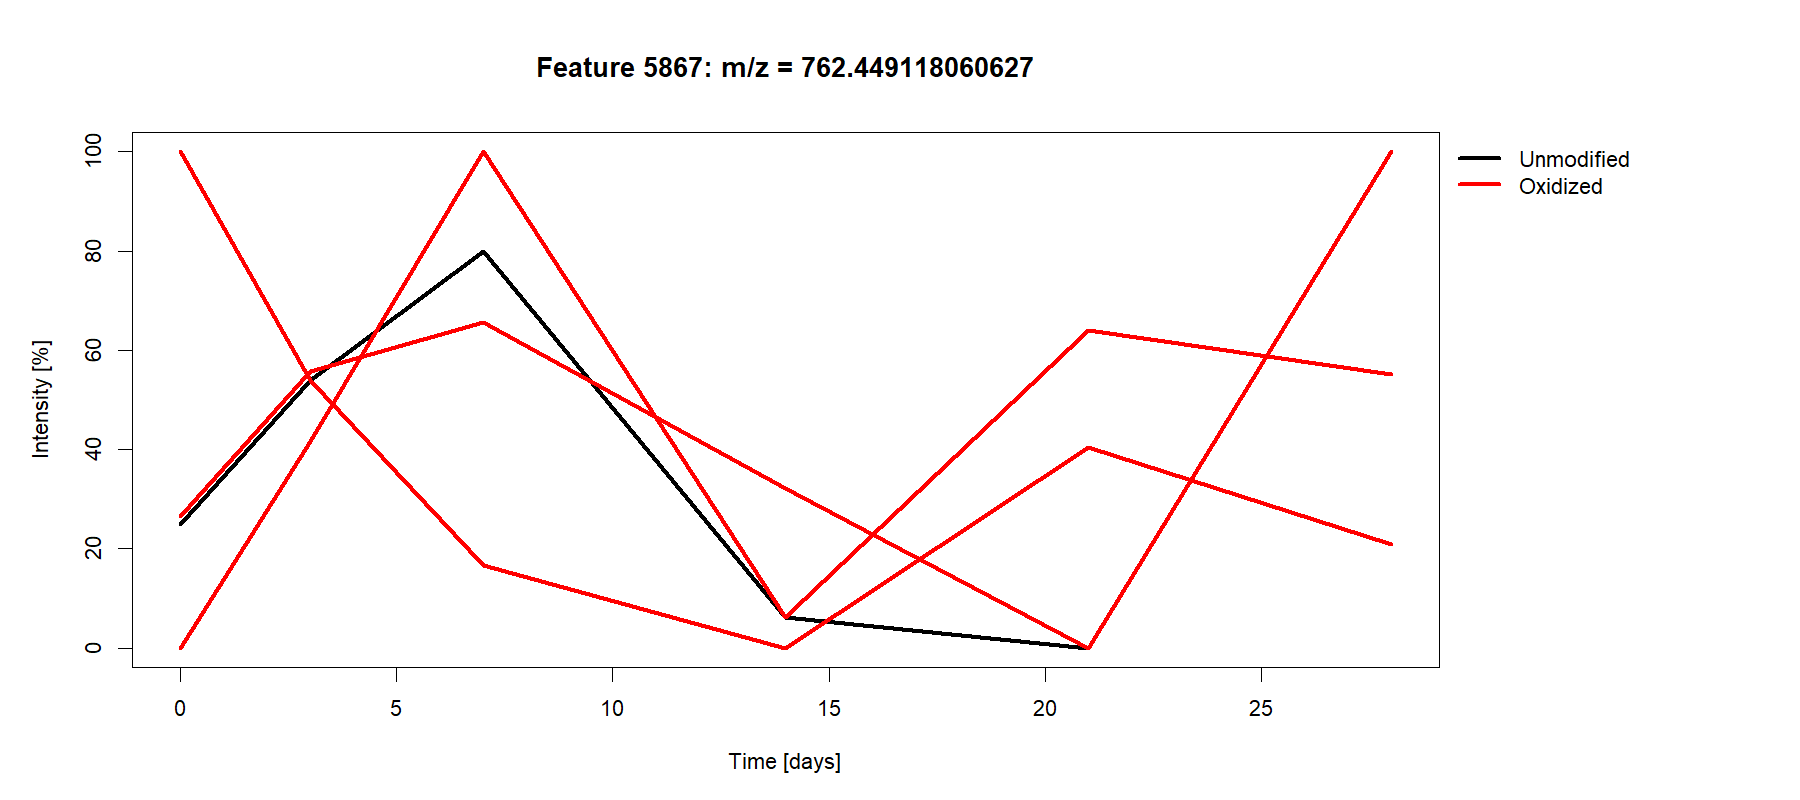 Feature 5867: m/z = 762.449118060627
Unmodified
Oxidized
Intensity [%]
100
80
60
40
20
0
0 5 10 15 20 25
Time [days]